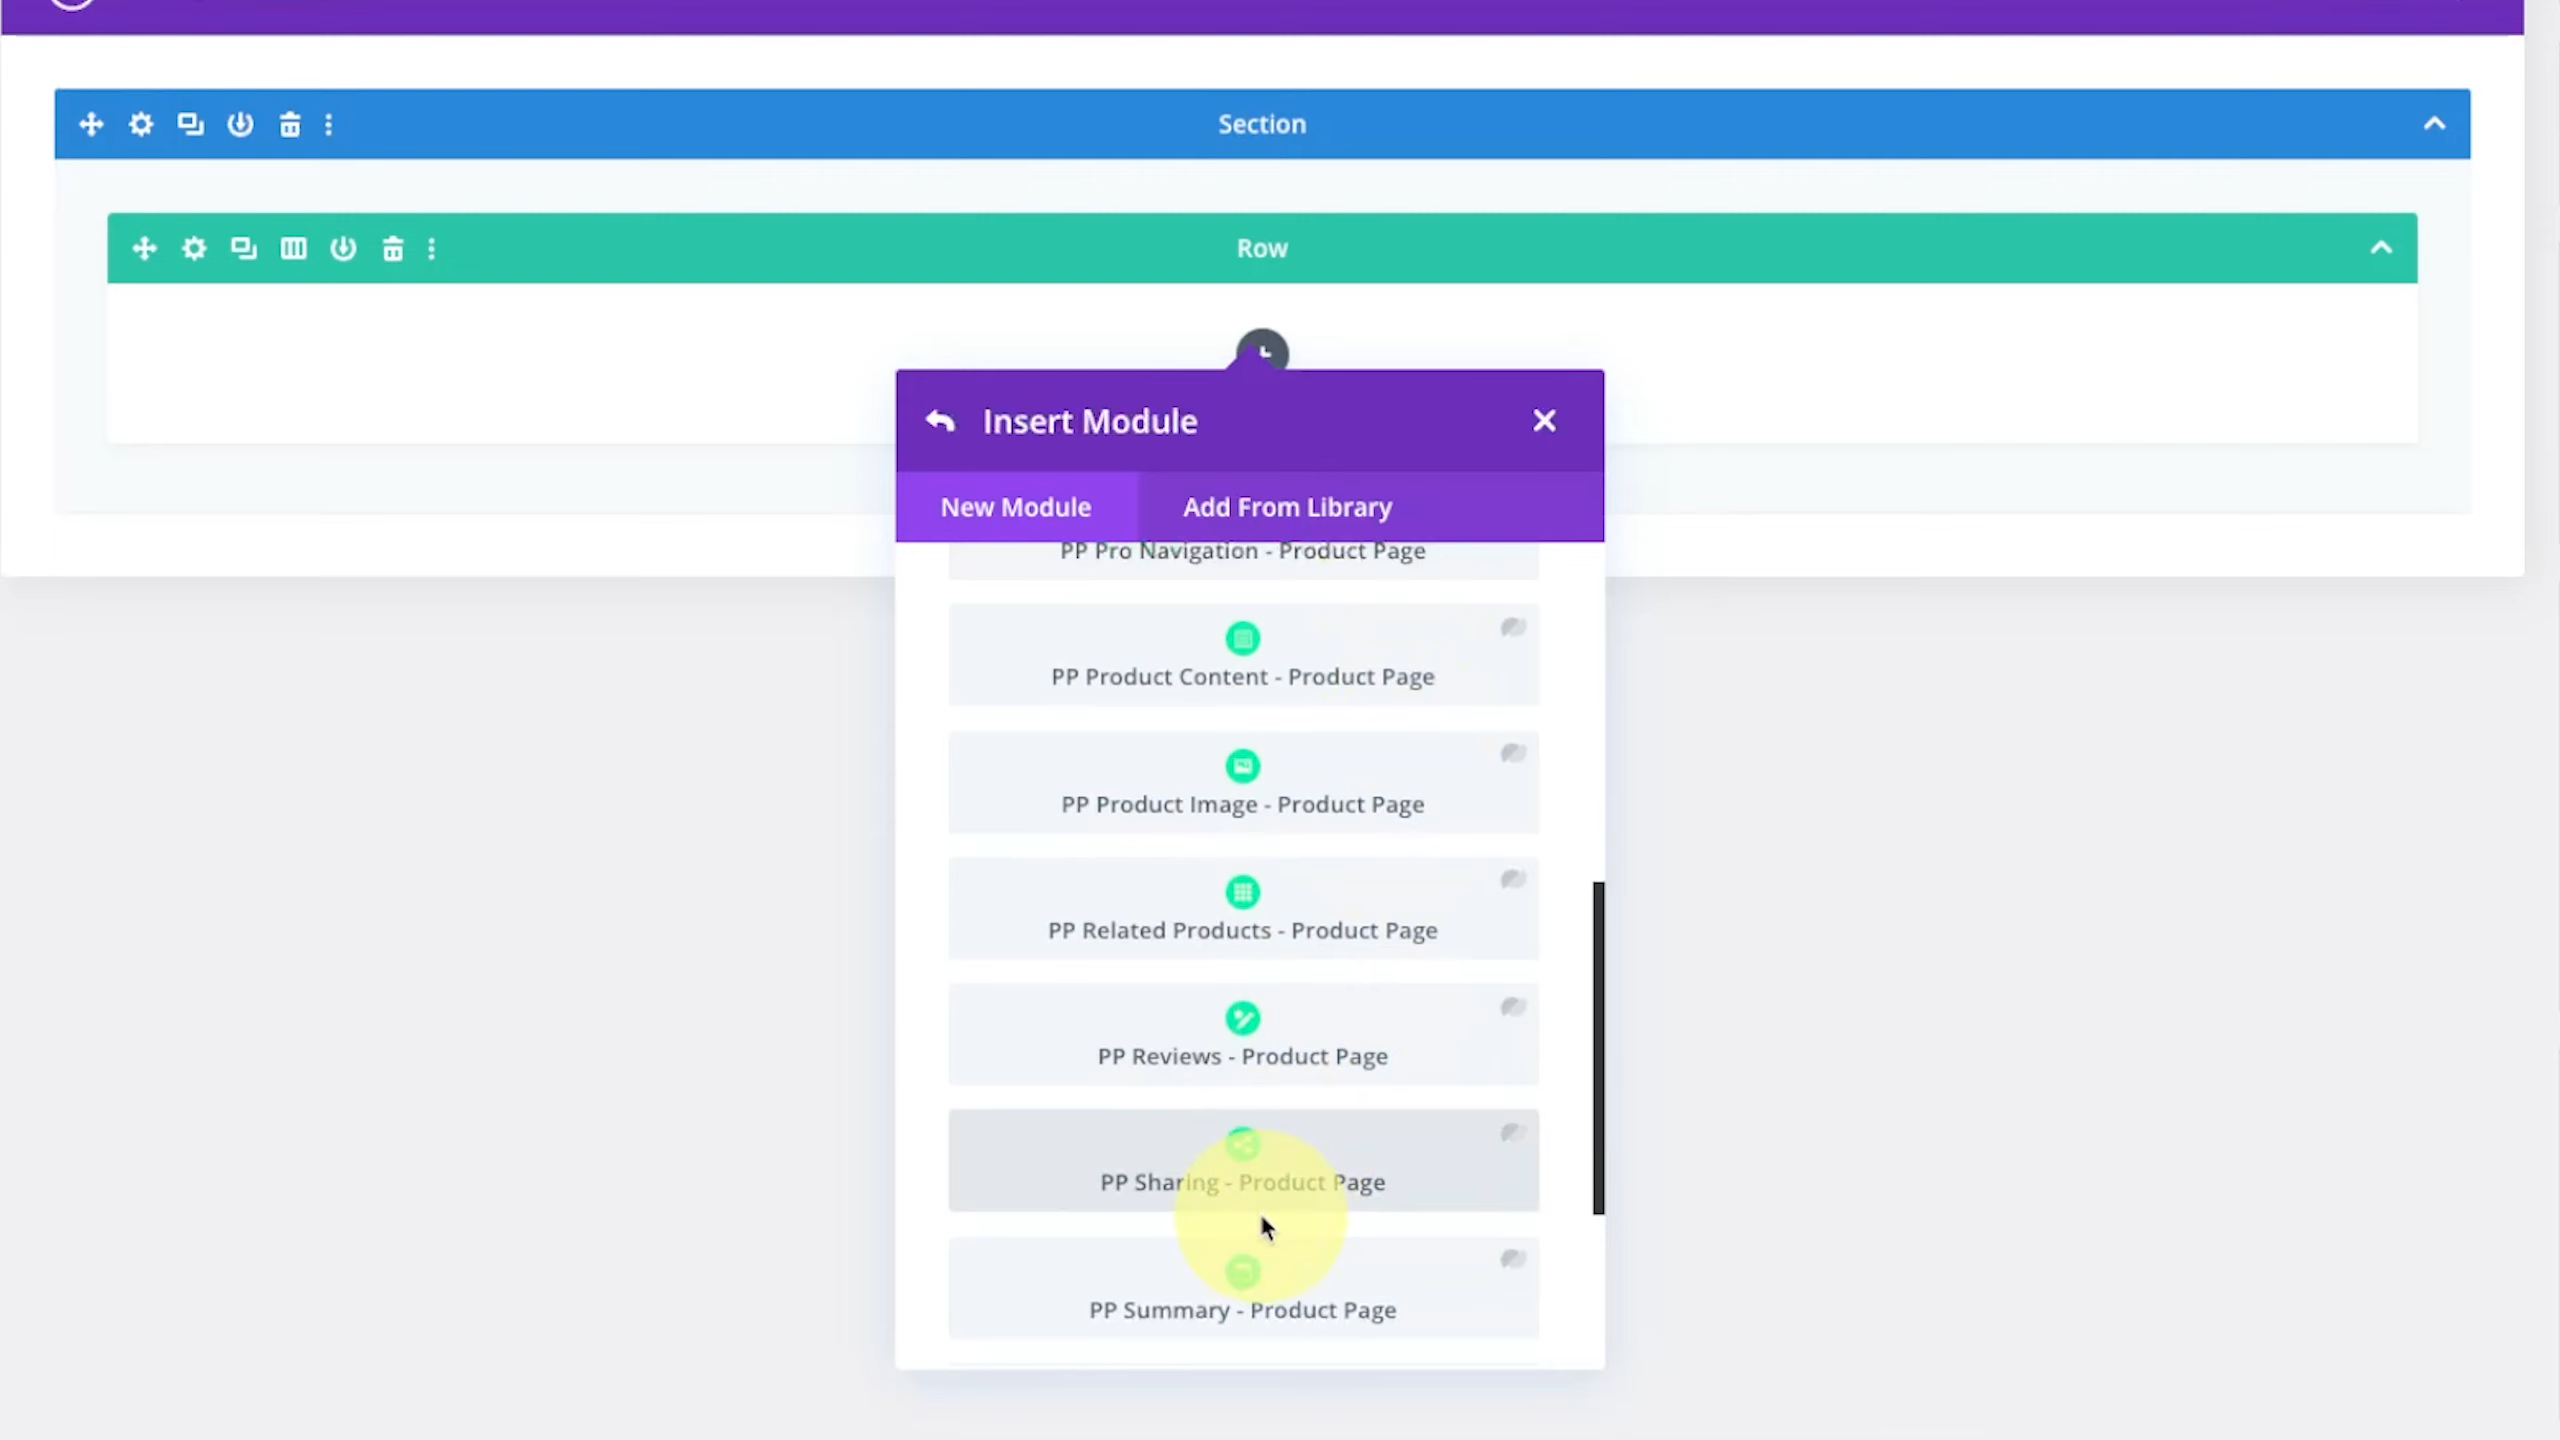 Section
Row
Insert Module
New Module
Add From Library
PP Pro Navigation - Product Page
PP Product Content - Product Page
PP Product Image - Product Page
PP Related Products - Product Page
PP Reviews - Product Page
PP Sharing - Product Page
PP Summary - Product Page